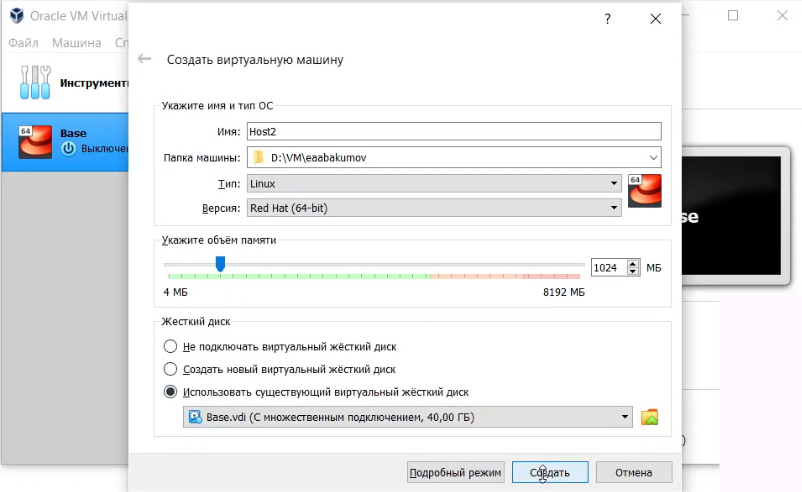 Oracle VM Virtual
Файл Машина
? ×
Создать виртуальную машину
Инструмент
64
Base
Выключен
Укажите имя и тип ОС
Имя: Host2
Папка машины: D:\VM\eaabakumov
Тип: Linux
64
Версия: Red Hat (64-bit)
Укажите объём памяти
1024 МБ
4 МБ 8192 МБ
Жесткий диск
Не подключать виртуальный жёсткий диск
Создать новый виртуальный жёсткий диск
Использовать существующий виртуальный жёсткий диск
Base.vdi (С множественным подключением, 40,00 ГБ)
Подробный режим Создать Отмена